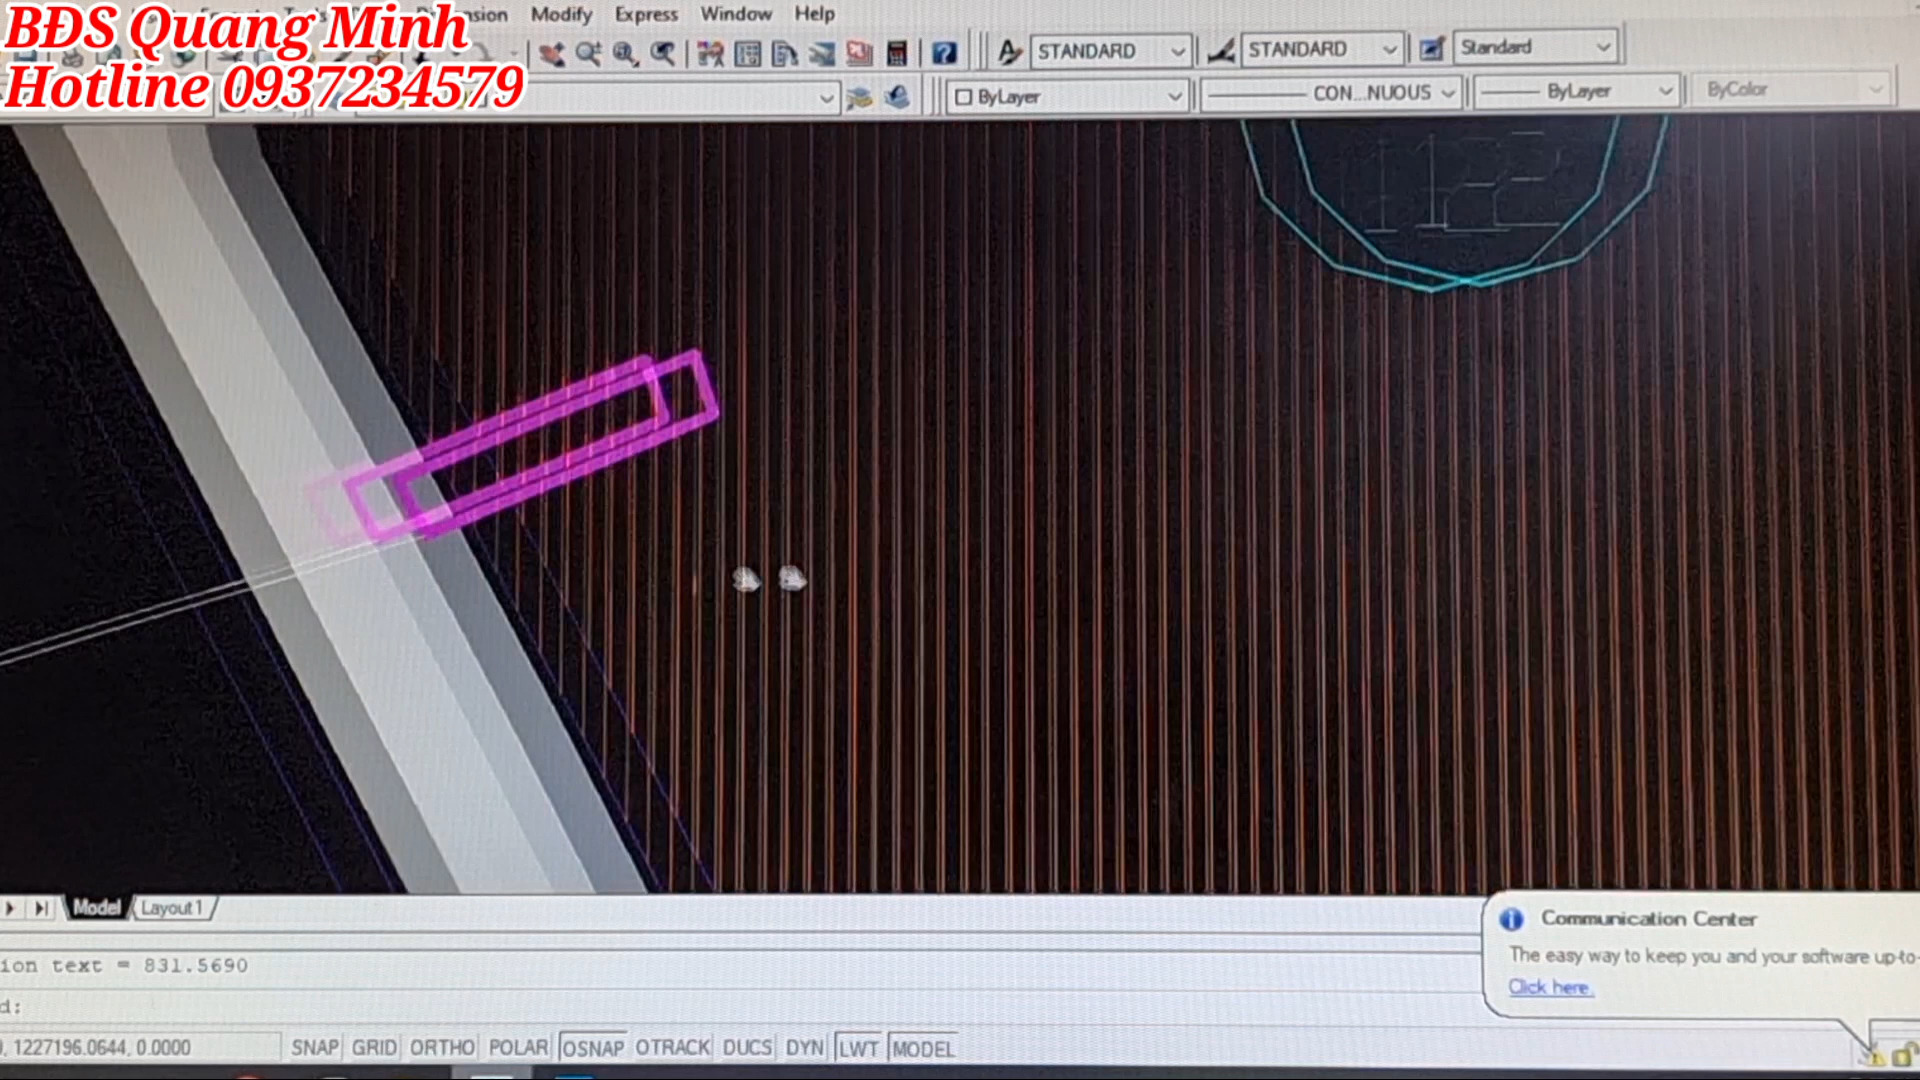 BĐS Quang Minh
Hotline 0937234579
Modify Express Window Help
STANDARD STANDARD Standard
ByLayer CON...NUOUS ByLayer ByColor
Model Layout1
ion text = 831.5690
d:
, 1227196.0644, 0.0000 SNAP GRID ORTHO POLAR OSNAP OTRACK DUCS DYN LWT MODEL
Communication Center
The easy way to keep you and your software up-to-
Click here.